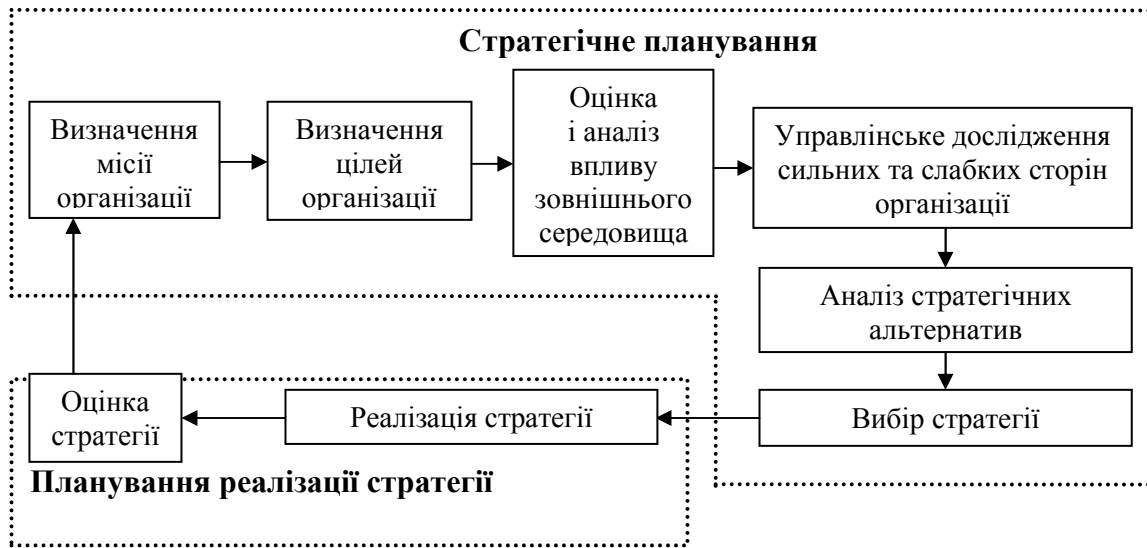 Стратегічне планування
Визначення
місії
організації
Визначення
цілей
організації
Оцінка
і аналіз
впливу
зовнішнього
середовища
Управлінське дослідження
сильних та слабких сторін
організації
Аналіз стратегічних
альтернатив
Вибір стратегії
Реалізація стратегії
Оцінка
стратегії
Планування реалізації стратегії